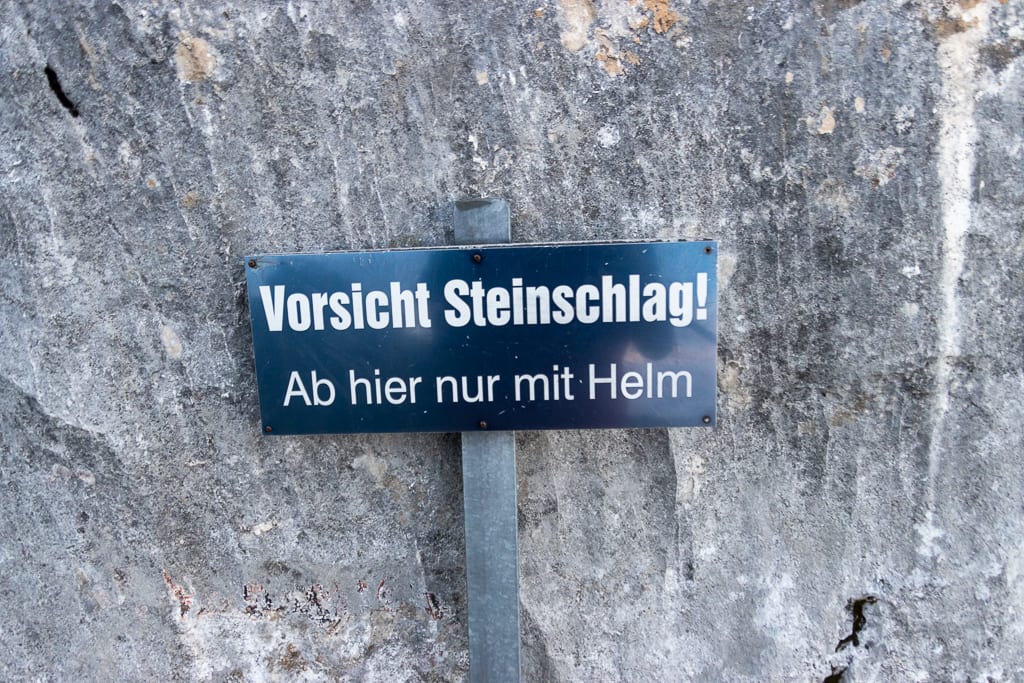 Vorsicht Steinschlag!
Ab hier nur mit Helm